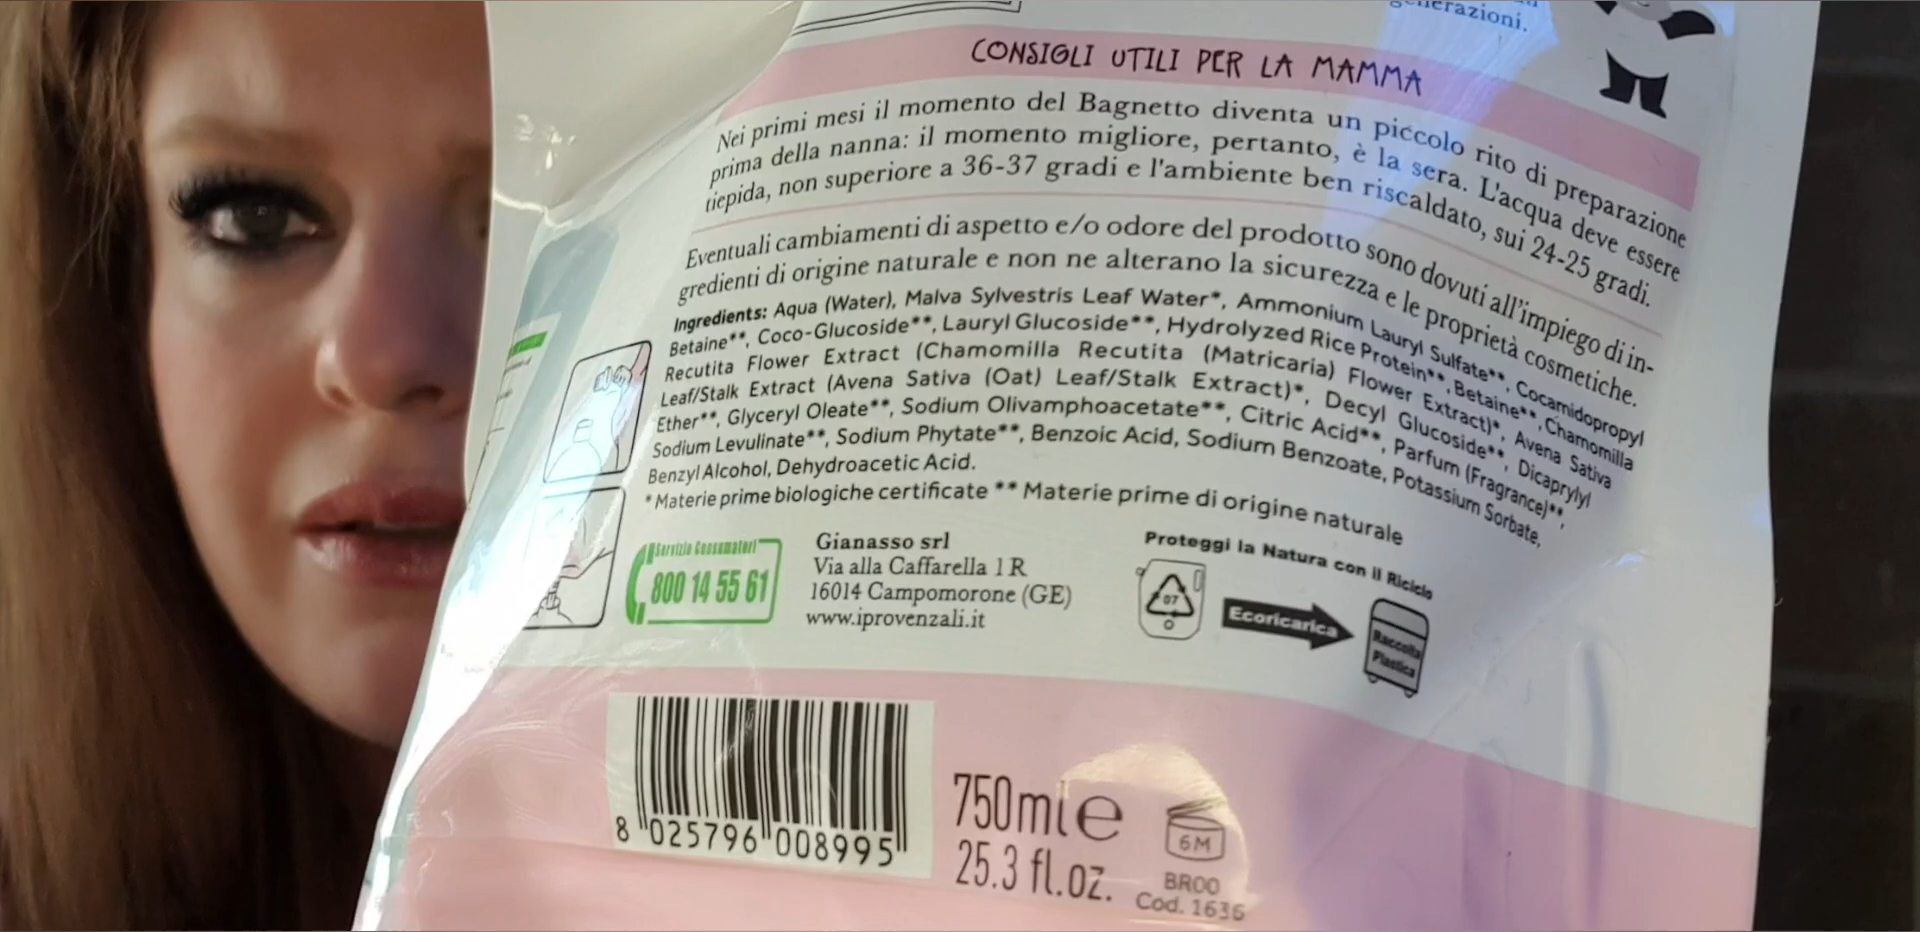 generazioni.
CONSIGLI UTILI PER LA MAMMA
Nei primi mesi il momento del Bagnetto diventa un piccolo rito di preparazione
prima della nanna: il momento migliore, pertanto, è la sera. L'acqua deve essere
tiepida, non superiore a 36-37 gradi e l'ambiente ben riscaldato, sui 24-25 gradi.
Eventuali cambiamenti di aspetto e/o odore del prodotto sono dovuti all'impiego di in-
gredienti di origine naturale e non ne alterano la sicurezza e le proprietà cosmetiche.
Ingredients: Aqua (Water), Malva Sylvestris Leaf Water*, Ammonium Lauryl Sulfate**, Cocamidopropyl
Betaine**, Coco-Glucoside**, Lauryl Glucoside**, Hydrolyzed Rice Protein**, Betaine**, Chamomilla
Recutita Flower Extract (Chamomilla Recutita (Matricaria) Flower Extract)*, Avena Sativa
Leaf/Stalk Extract (Avena Sativa (Oat) Leaf/Stalk Extract)*, Decyl Glucoside**, Dicaprylyl
Ether**, Glyceryl Oleate**, Sodium Olivamphoacetate**, Citric Acid**, Parfum (Fragrance)**,
Sodium Levulinate**, Sodium Phytate**, Benzoic Acid, Sodium Benzoate, Potassium Sorbate,
Benzyl Alcohol, Dehydroacetic Acid.
* Materie prime biologiche certificate ** Materie prime di origine naturale
Servizio Consumatori
800 14 55 61
Gianasso srl
Via alla Caffarella 1 R
16014 Campomorone (GE)
www.iprovenzali.it
Proteggi la Natura con il Riciclo
07
Ecoricarica
Raccolta
Plastica
8 025796 008995
750ml e
25.3 fl.oz.
6M
BROO
Cod. 1636